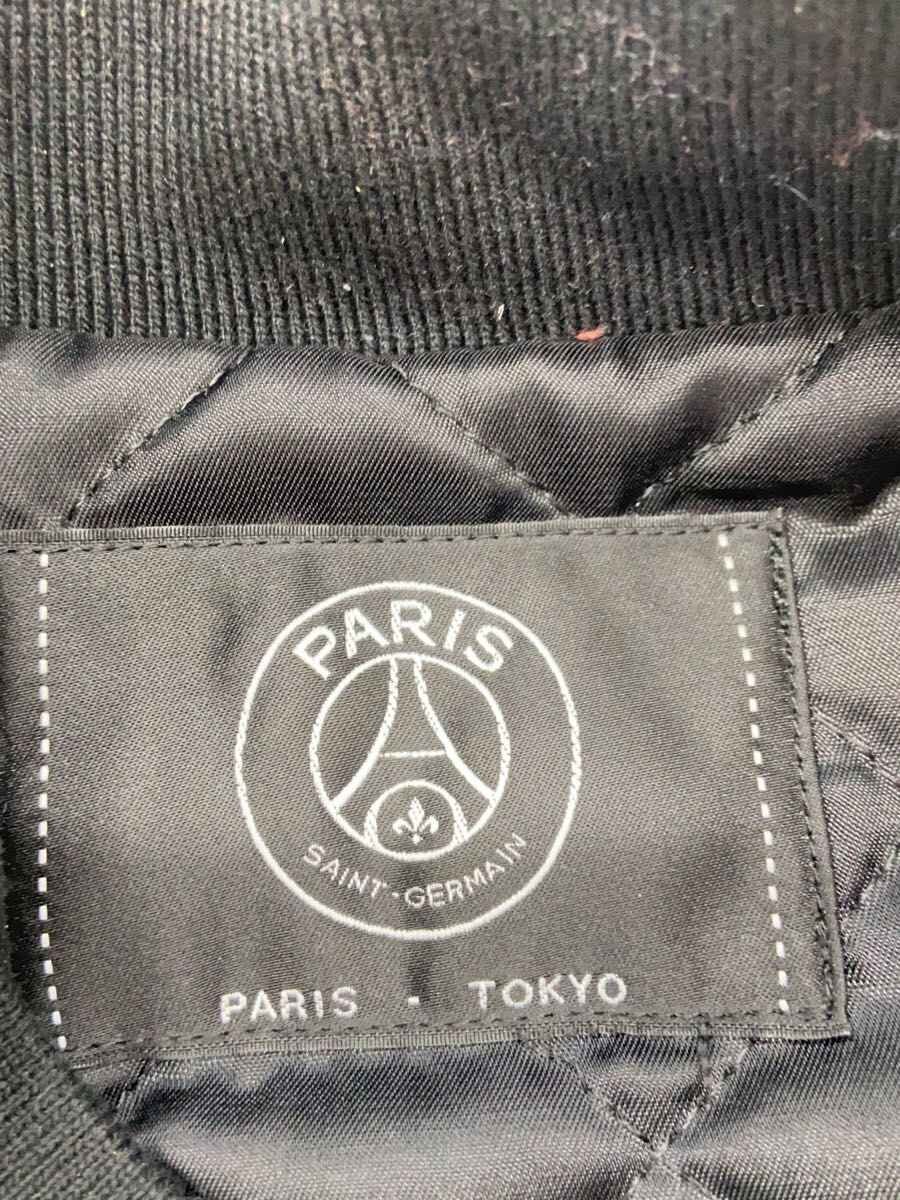 PARIS
SAINT-GERMAIN
PARIS - TOKYO